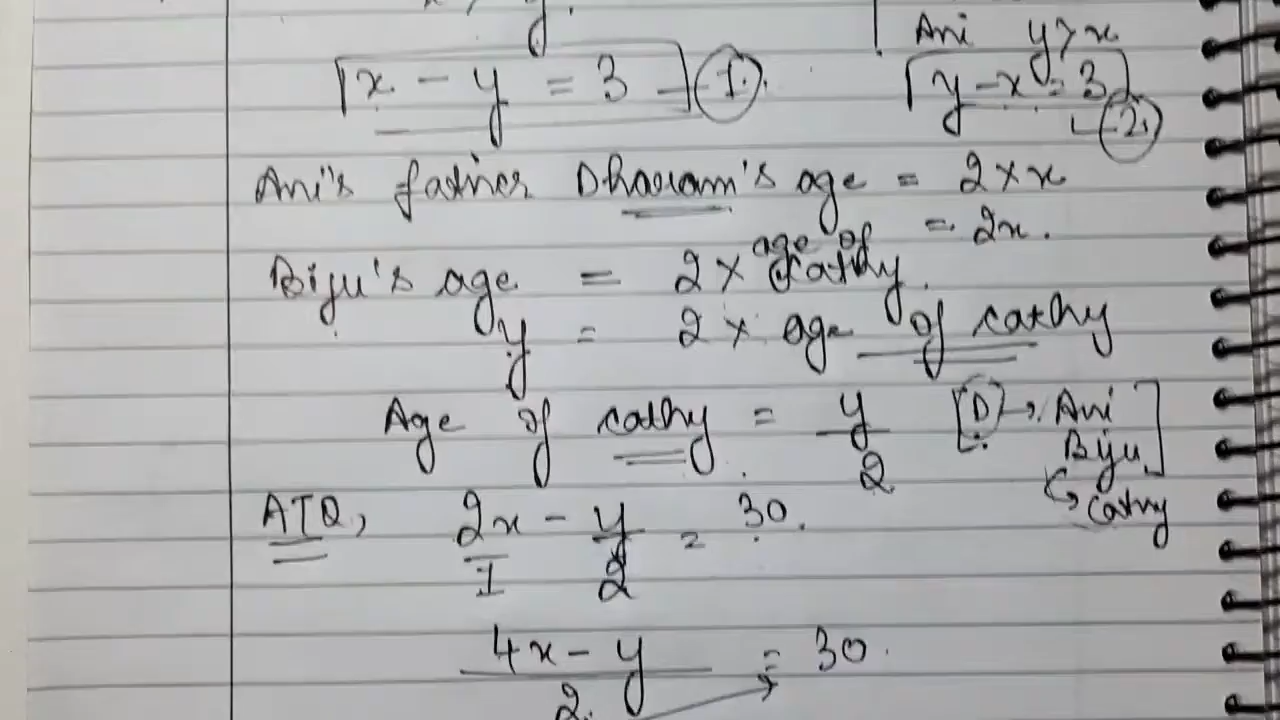 Ani y > x
x - y = 3 - 1.
y - x = 3
2.
Ani's father Dharam's age = 2 × x
= 2x.
Biju's age = 2 × age of cathy.
y = 2 × age of cathy
Age of cathy = y/2 [D → Ani
Biju]
→ cathy
ATQ, 2x/1 - y/2 = 30.
4x - y / 2 = 30.